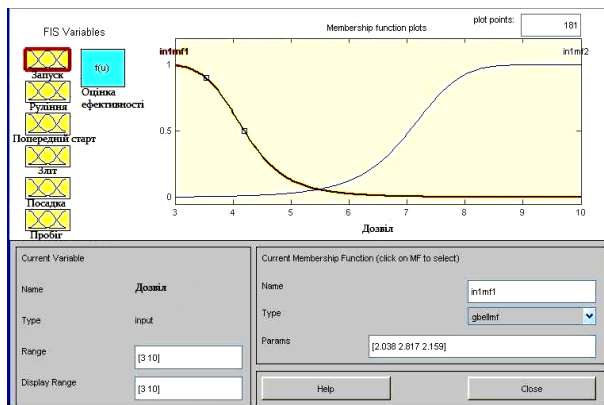 FIS Variables
Membership function plots
plot points:
181
in1mf1
in1mf2
f(u)
Запуск
Оцінка
ефективності
Руління
Попередній старт
Зліт
Посадка
Пробіг
1
0.5
0
3 4 5 6 7 8 9 10
Дозвіл
Current Variable
Name
Дозвіл
Type
input
Range
[3 10]
Display Range
[3 10]
Current Membership Function (click on MF to select)
Name
in1mf1
Type
gbellmf
Params
[2.038 2.817 2.159]
Help
Close